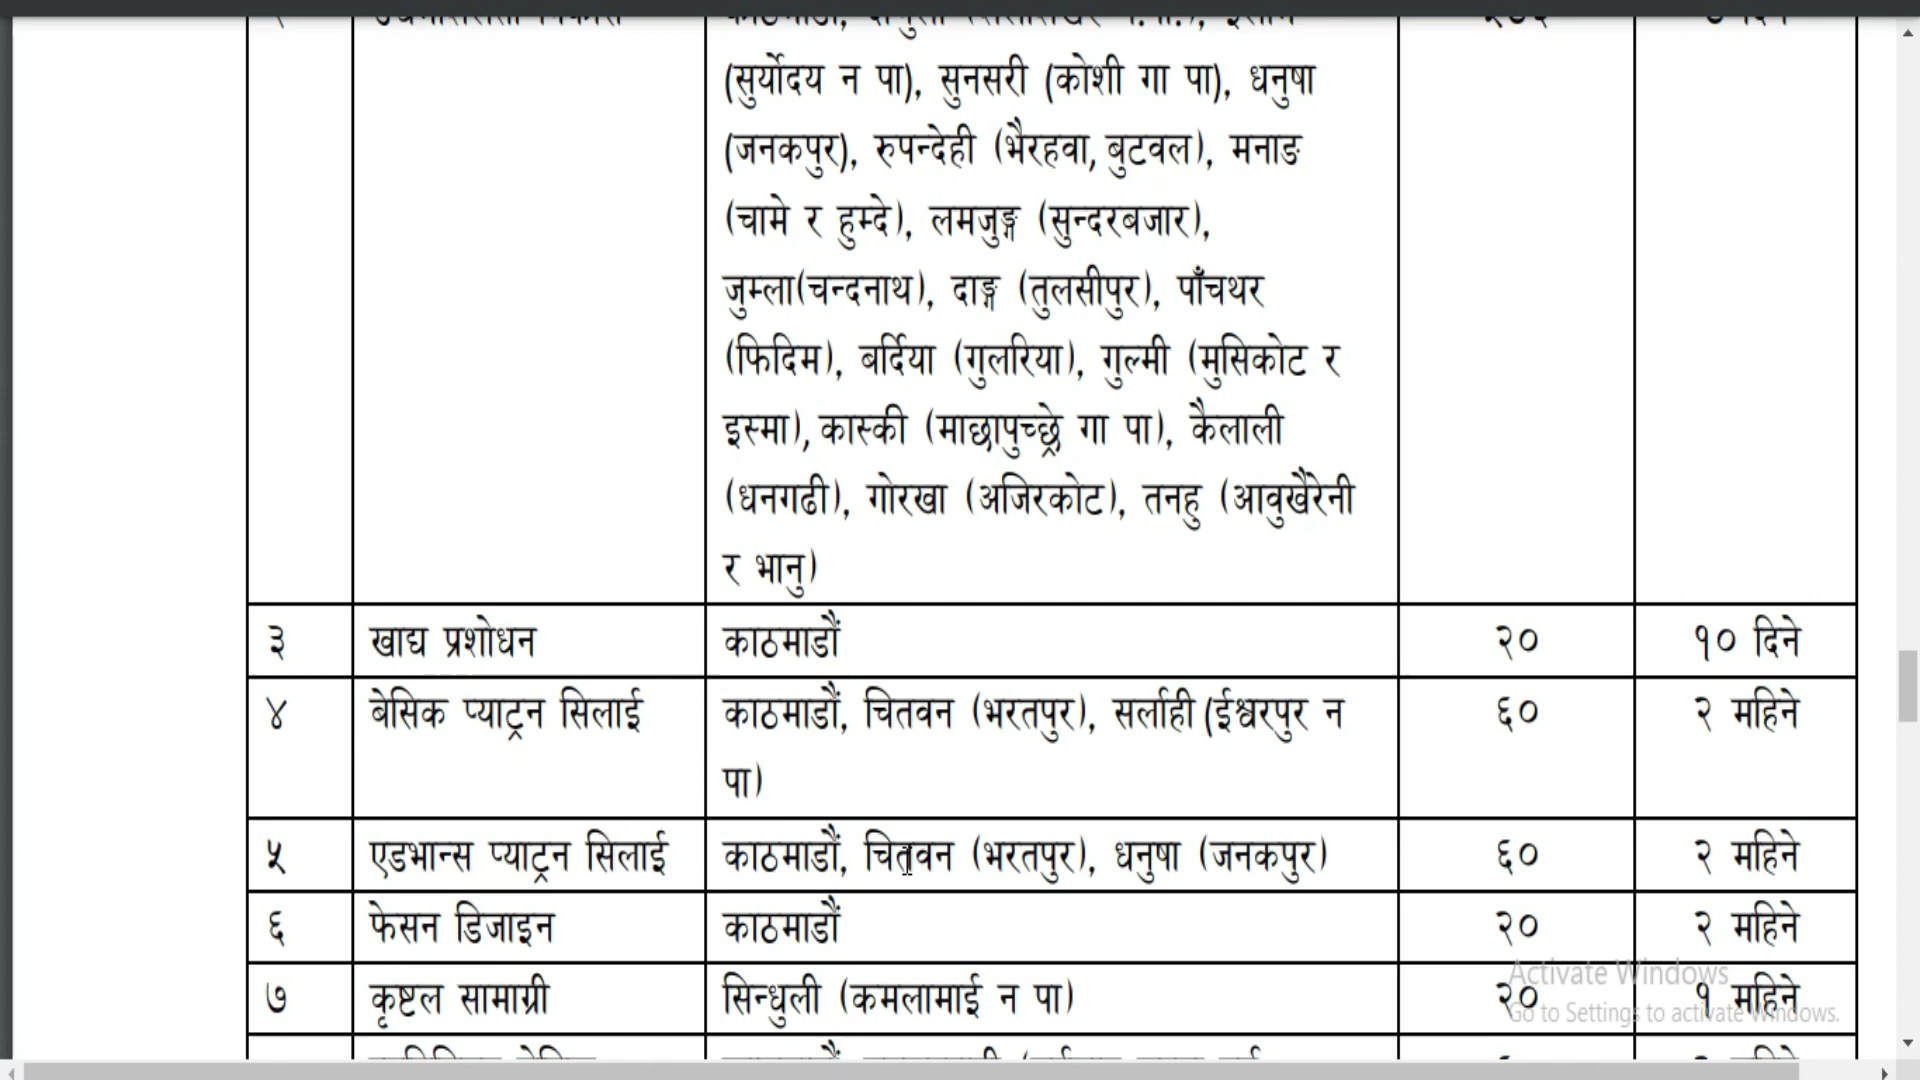 (सुर्योदय न पा), सुनसरी (कोशी गा पा), धनुषा
(जनकपुर), रुपन्देही (भैरहवा, बुटवल), मनाङ
(चामे र हुम्दे), लमजुङ्ग (सुन्दरबजार),
जुम्ला(चन्दनाथ), दाङ्ग (तुलसीपुर), पाँचथर
(फिदिम), बर्दिया (गुलरिया), गुल्मी (मुसिकोट र
इस्मा), कास्की (माछापुच्छ्रे गा पा), कैलाली
(धनगढी), गोरखा (अजिरकोट), तनहु (आवुखैरेनी
र भानु)
३ खाद्य प्रशोधन काठमाडौं २० १० दिने
४ बेसिक प्याट्रन सिलाई काठमाडौं, चितवन (भरतपुर), सर्लाही (ईश्वरपुर न ६० २ महिने
पा)
५ एडभान्स प्याट्रन सिलाई काठमाडौं, चितवन (भरतपुर), धनुषा (जनकपुर) ६० २ महिने
६ फेसन डिजाइन काठमाडौं २० २ महिने
७ कृष्टल सामाग्री सिन्धुली (कमलामाई न पा) २० १ महिने
Activate Windows
Go to Settings to activate Windows.